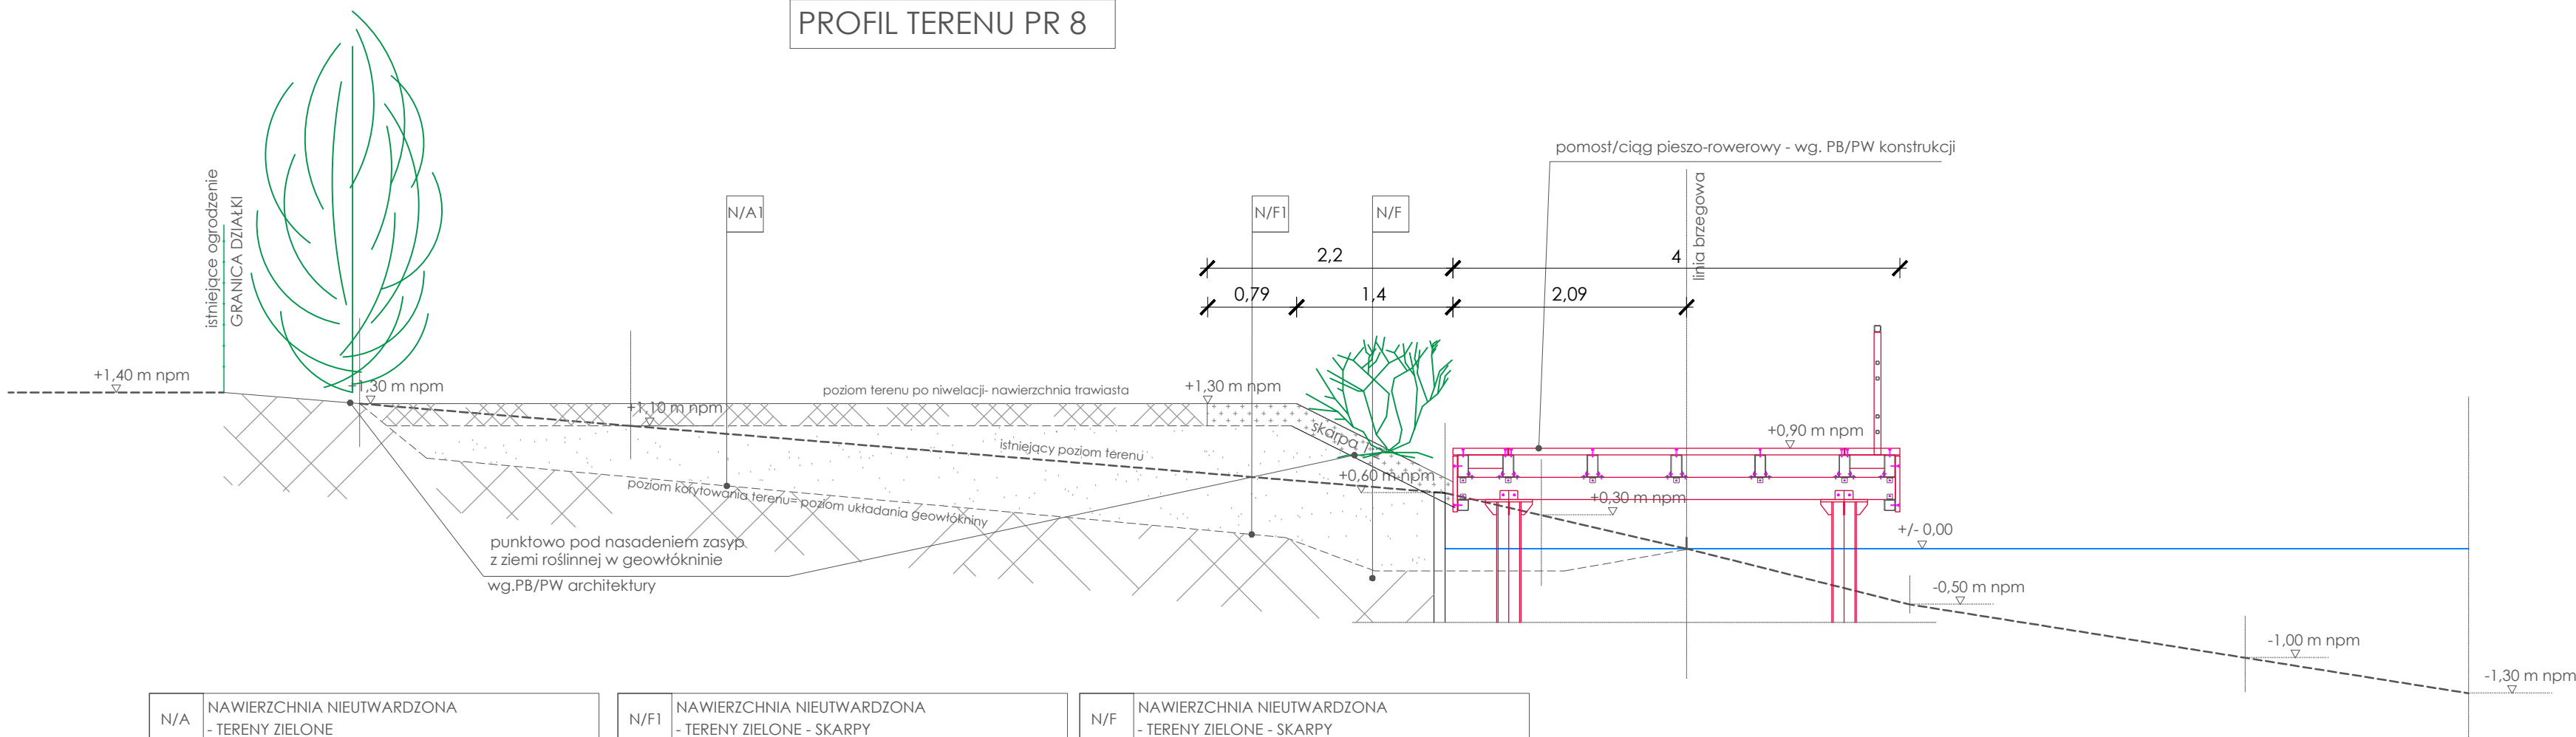 PROFIL TERENU PR 8
pomost/ciąg pieszo-rowerowy - wg. PB/PW konstrukcji
istniejące ogrodzenie
GRANICA DZIAŁKI
linia brzegowa
N/A1
N/F1
N/F
2,2
4
0,79
1,4
2,09
+1,40 m npm
+1,30 m npm
poziom terenu po niwelacji- nawierzchnia trawiasta
+1,30 m npm
+1,10 m npm
skarpa
+0,90 m npm
istniejący poziom terenu
+0,60 m npm
poziom korytowania terenu= poziom układania geowłókniny
+0,30 m npm
+/- 0,00
punktowo pod nasadeniem zasyp
z ziemi roślinnej w geowłókninie
wg.PB/PW architektury
-0,50 m npm
-1,00 m npm
-1,30 m npm
N/A
NAWIERZCHNIA NIEUTWARDZONA
- TERENY ZIELONE
N/F1
NAWIERZCHNIA NIEUTWARDZONA
- TERENY ZIELONE - SKARPY
N/F
NAWIERZCHNIA NIEUTWARDZONA
- TERENY ZIELONE - SKARPY